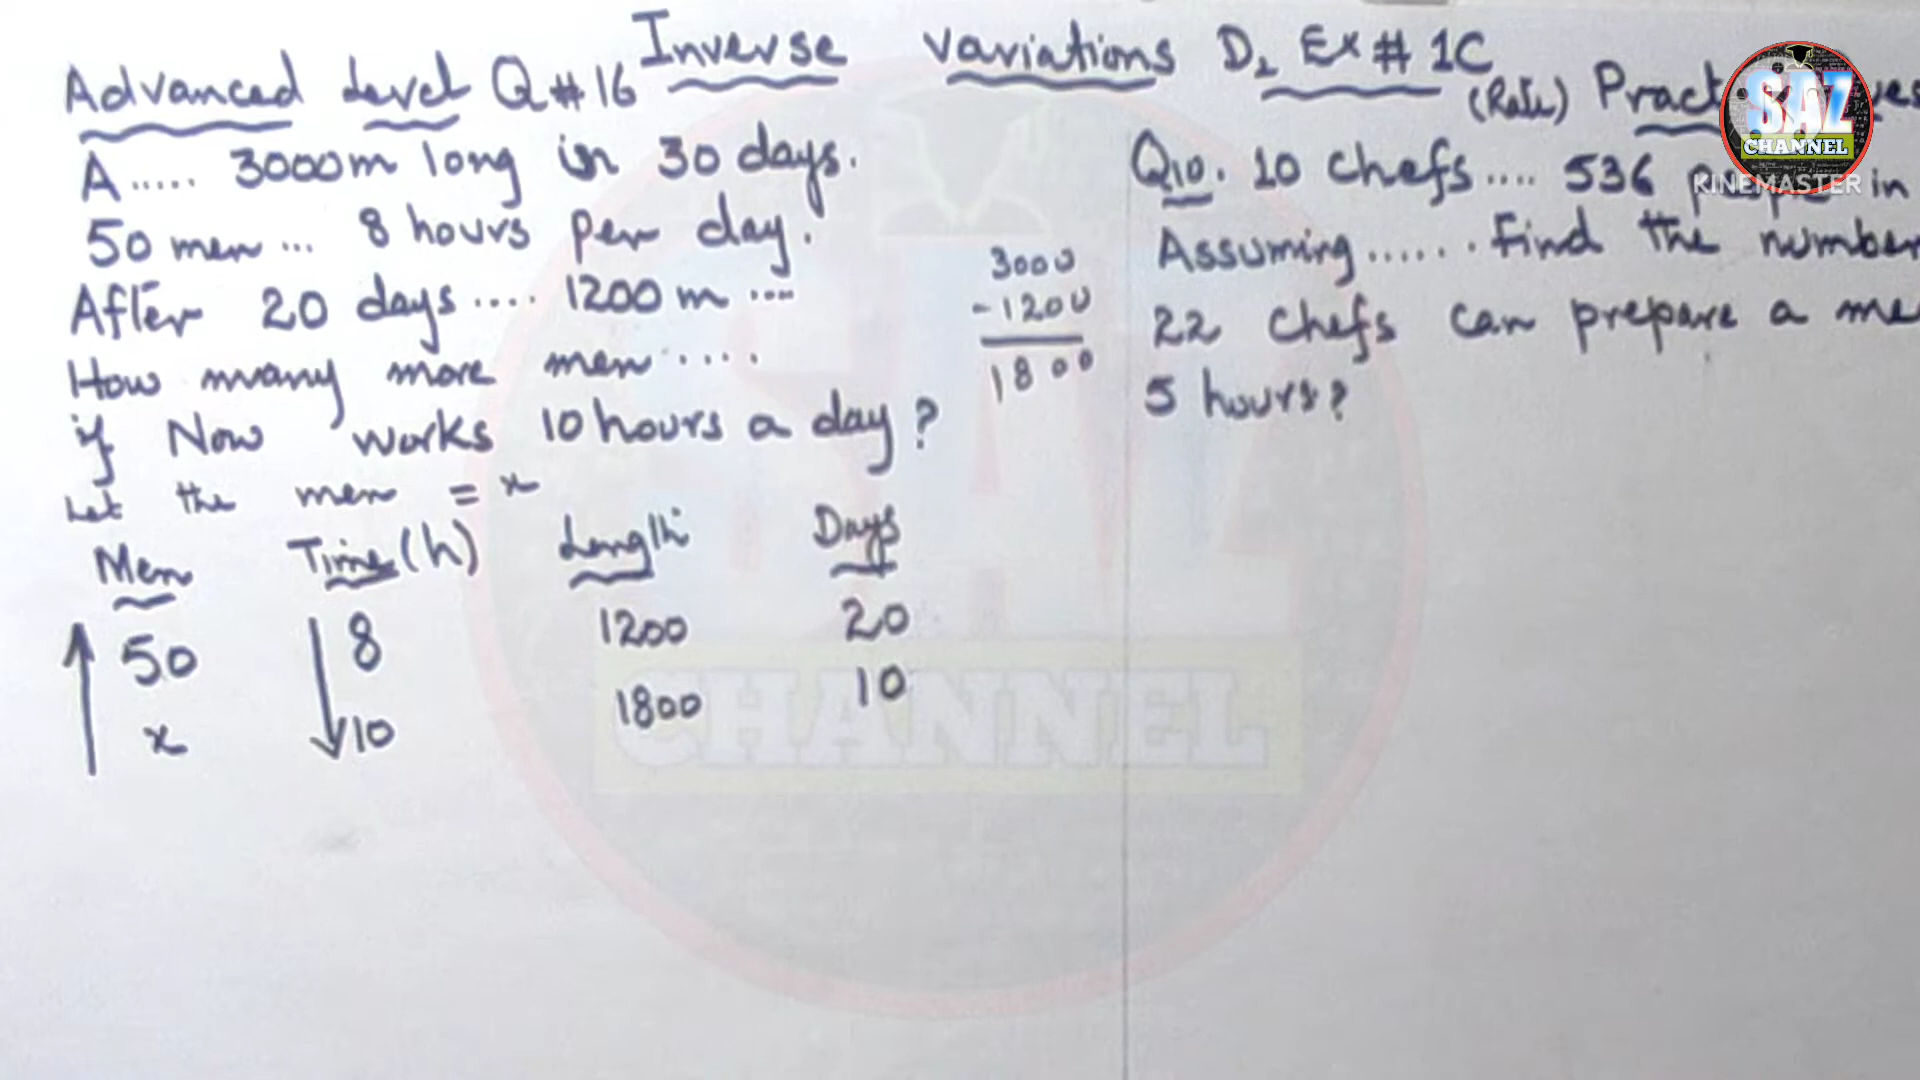 Inverse variations D2 Ex # 1C
Advanced Level Q # 16
A ..... 3000m long in 30 days.
50 men ... 8 hours per day.
After 20 days .... 1200 m ...
How many more men ....
if Now works 10 hours a day?
Let the men = x
Men Time (h) Length Days
50 8 1200 20
x 10 1800 10
3000
- 1200
1800
(Rate)
Q10. 10 Chefs .... 536 in
Assuming ...... Find the number
22 Chefs can prepare a
5 hours?
SAZ
CHANNEL
KINEMASTER
CHANNEL